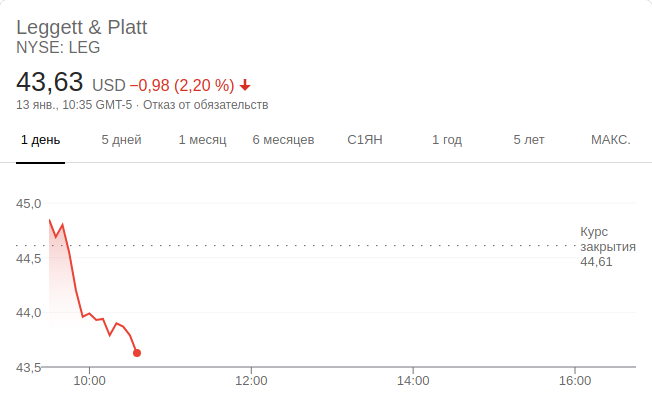 Leggett & Platt
NYSE: LEG
43,63 USD −0,98 (2,20 %)
13 янв., 10:35 GMT-5 · Отказ от обязательств
1 день 5 дней 1 месяц 6 месяцев С1ЯН 1 год 5 лет МАКС.
45,0
Курс
закрытия
44,5
44,61
44,0
43,5
10:00 12:00 14:00 16:00